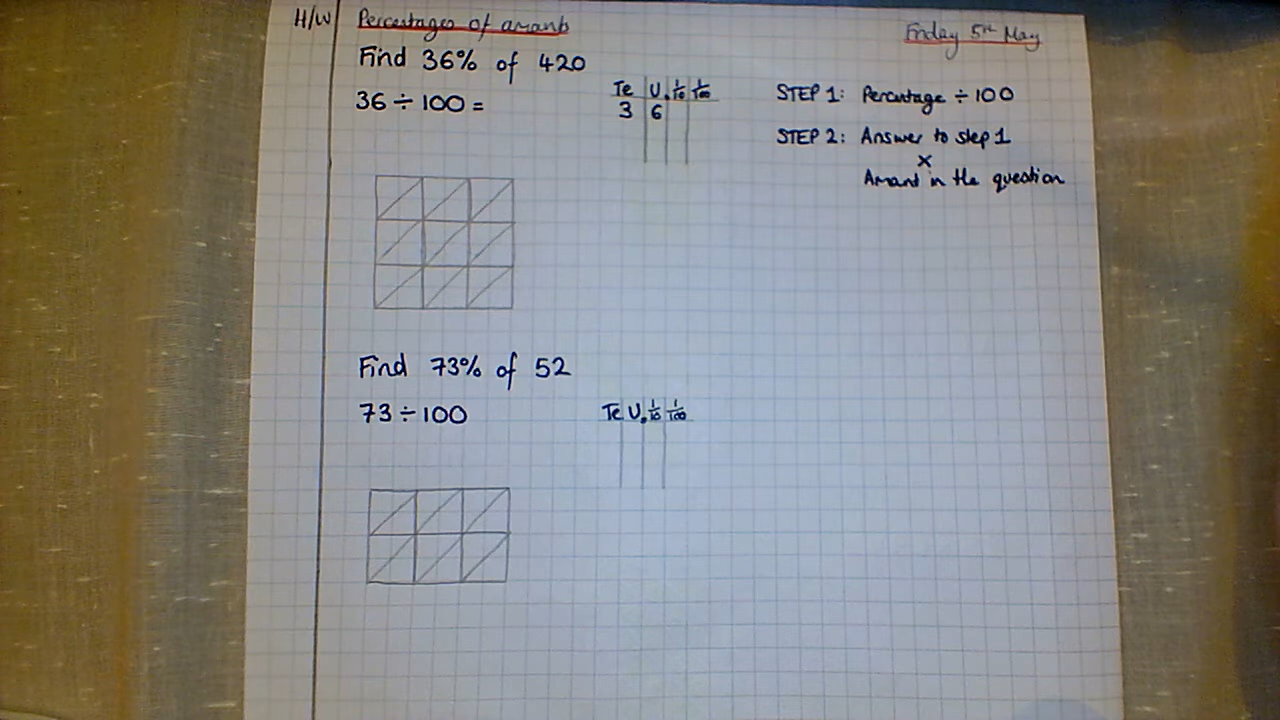 H/W Percentages of amounts Friday 5th May
Find 36% of 420
36 ÷ 100 =
Te U . 1/10 1/100
3 6
STEP 1: Percentage ÷ 100
STEP 2: Answer to step 1
×
Amount in the question
Find 73% of 52
73 ÷ 100
Te U . 1/10 1/100